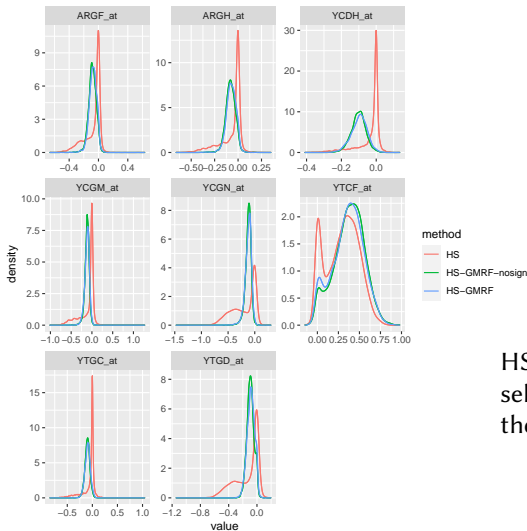 ARGF_at ARGH_at YCDH_at
9 6 3 0
10 5 0
30 20 10 0
-0.4 0.0 0.4
-0.50 -0.25 0.00 0.25
-0.4 -0.2 0.0
YCGM_at YCGN_at YTCF_at
10.0 7.5 5.0 2.5 0.0
8 6 4 2 0
2.0 1.5 1.0 0.5 0.0
-1.0 -0.5 0.0 0.5 1.0
-1.5 -1.0 -0.5 0.0
0.00 0.25 0.50 0.75 1.00
YTGC_at YTGD_at
15 10 5 0
8 6 4 2 0
-0.5 0.0 0.5
-1.2 -0.8 -0.4 0.0
density
value
method
HS
HS-GMRF-nosign
HS-GMRF
HS
sel
the